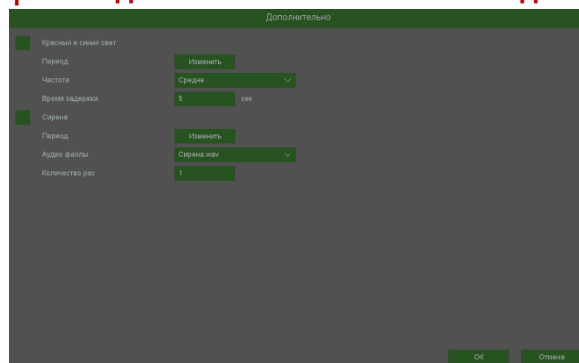 Дополнительно
Красный и синий свет
Период Изменить
Частота Средне
Время задержки 5 сек.
Сирена
Период Изменить
Аудио файлы Сирена.wav
Количество раз 1
ОК Отмена